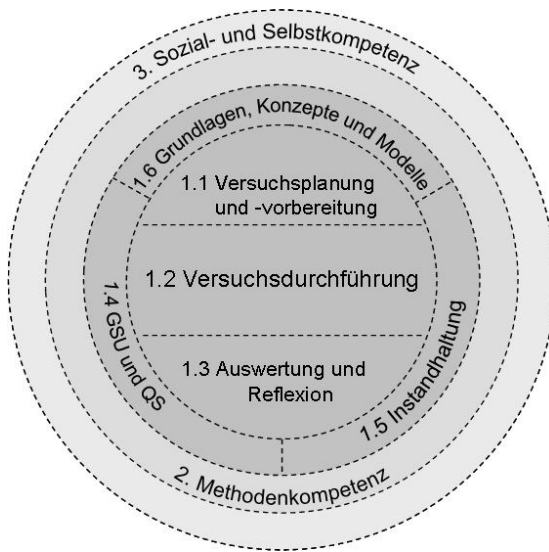 3. Sozial- und Selbstkompetenz
1.6 Grundlagen, Konzepte und Modelle
1.1 Versuchsplanung
und -vorbereitung
1.2 Versuchsdurchführung
1.3 Auswertung und
Reflexion
1.4 GSU und QS
1.5 Instandhaltung
2. Methodenkompetenz